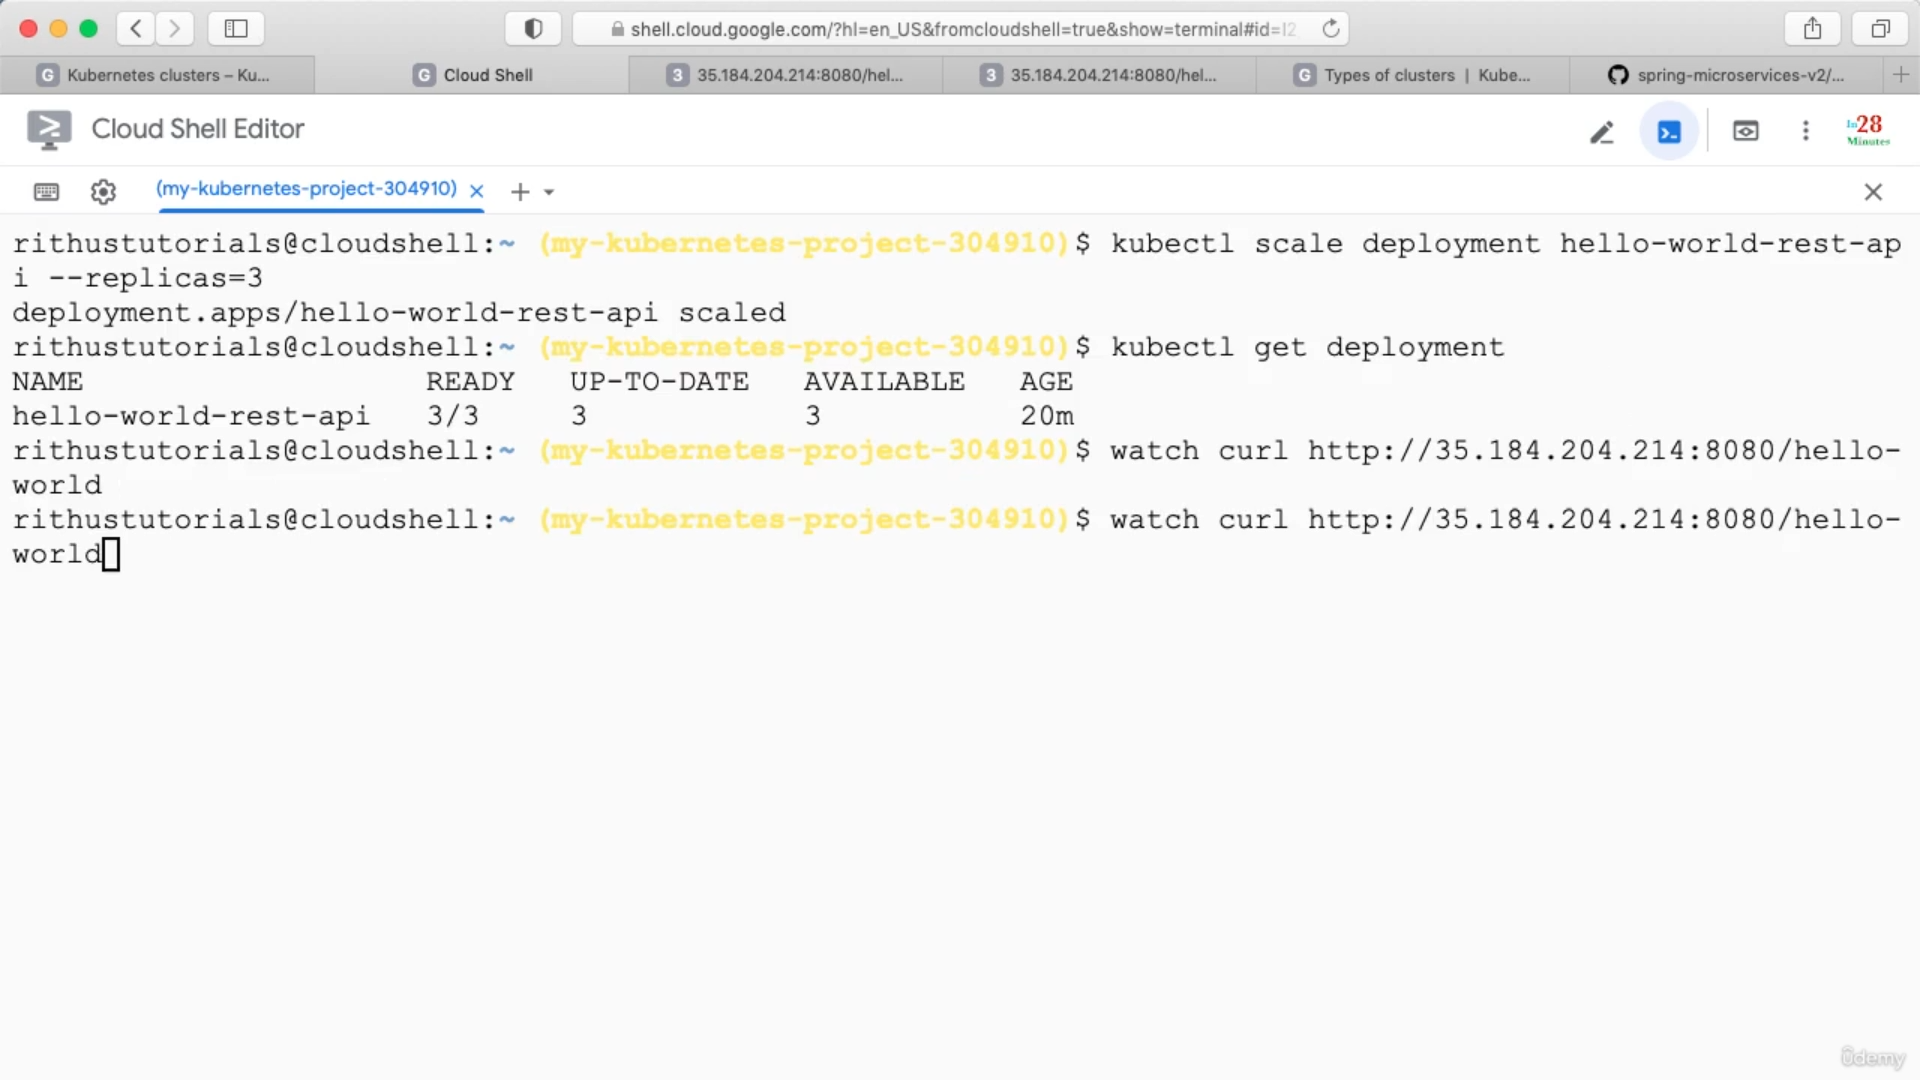 shell.cloud.google.com/?hl=en_US&fromcloudshell=true&show=terminal#id=I2
Kubernetes clusters – Ku...
Cloud Shell
35.184.204.214:8080/hel...
35.184.204.214:8080/hel...
Types of clusters | Kube...
spring-microservices-v2/...
Cloud Shell Editor
In28
Minutes
(my-kubernetes-project-304910)
rithustutorials@cloudshell:~ (my-kubernetes-project-304910)$ kubectl scale deployment hello-world-rest-ap
i --replicas=3
deployment.apps/hello-world-rest-api scaled
rithustutorials@cloudshell:~ (my-kubernetes-project-304910)$ kubectl get deployment
NAME READY UP-TO-DATE AVAILABLE AGE
hello-world-rest-api 3/3 3 3 20m
rithustutorials@cloudshell:~ (my-kubernetes-project-304910)$ watch curl http://35.184.204.214:8080/hello-
world
rithustutorials@cloudshell:~ (my-kubernetes-project-304910)$ watch curl http://35.184.204.214:8080/hello-
world
ûdemy